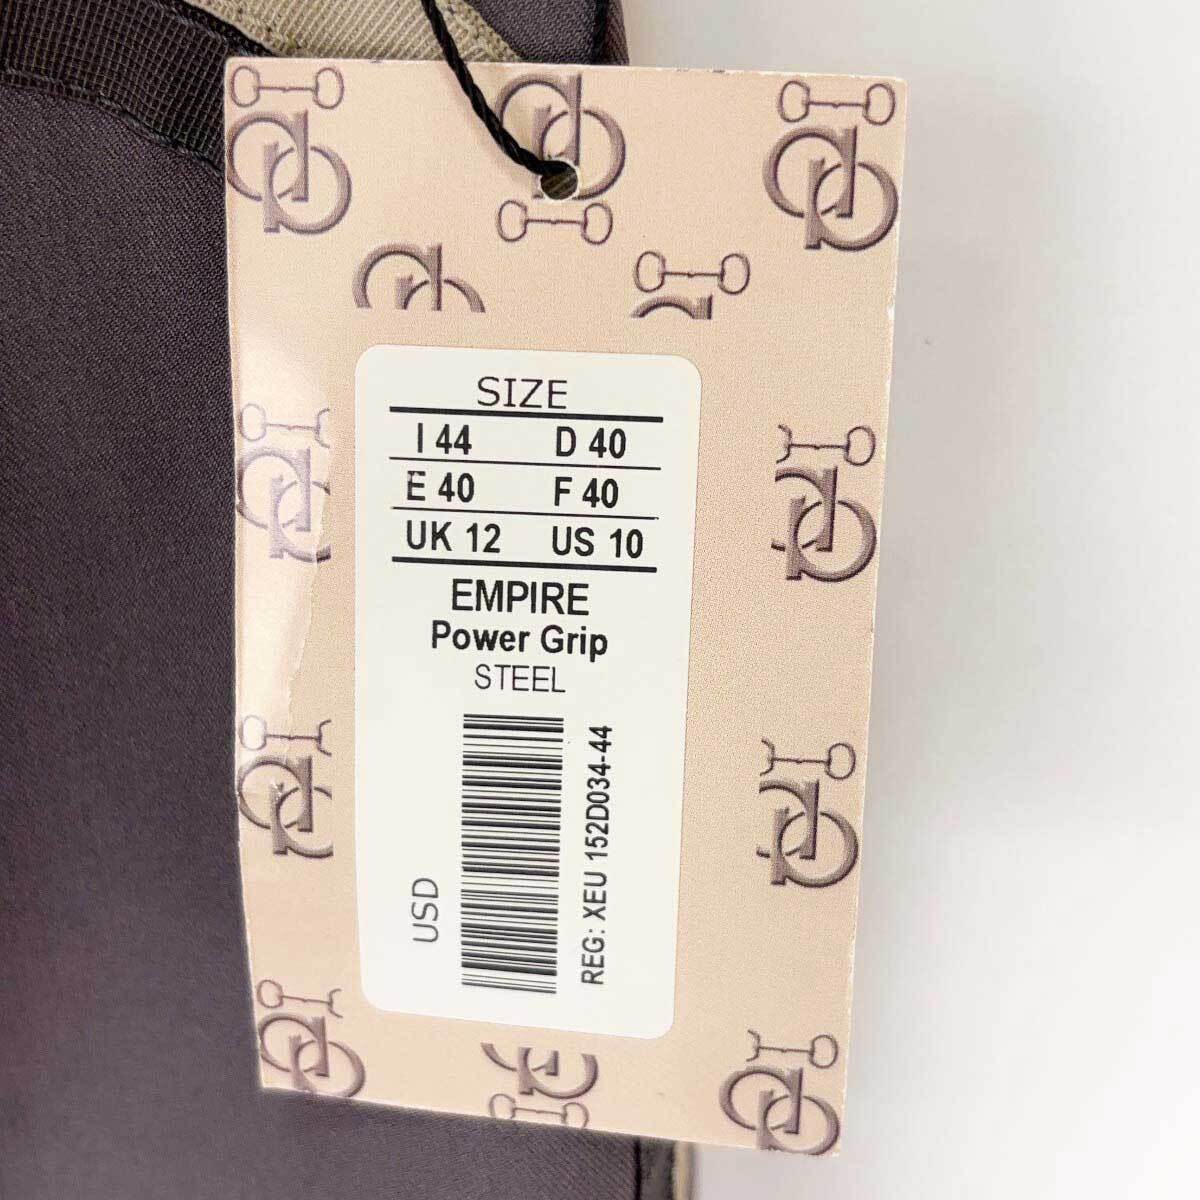 SIZE
I 44 D 40
E 40 F 40
UK 12 US 10
EMPIRE
Power Grip
STEEL
USD
REG: XEU 152D034-44